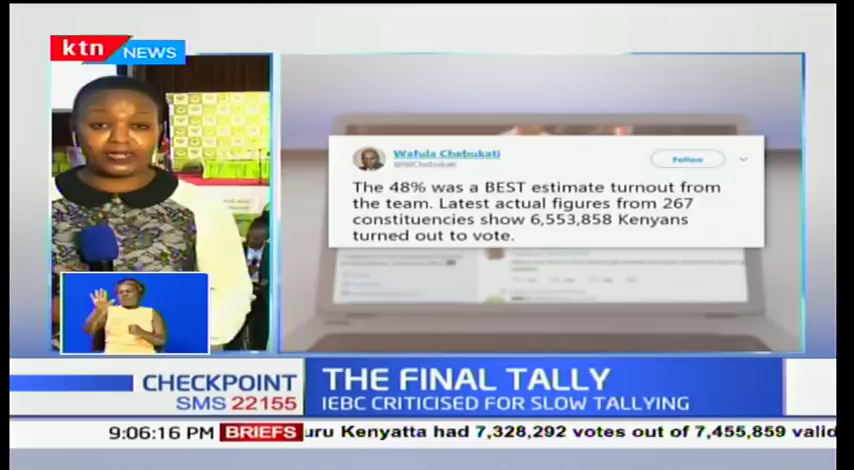 ktn NEWS
Wafula Chebukati
Follow
The 48% was a BEST estimate turnout from
the team. Latest actual figures from 267
constituencies show 6,553,858 Kenyans
turned out to vote.
CHECKPOINT
SMS 22155
THE FINAL TALLY
IEBC CRITICISED FOR SLOW TALLYING
9:06:16 PM BRIEFS uru Kenyatta had 7,328,292 votes out of 7,455,859 valid